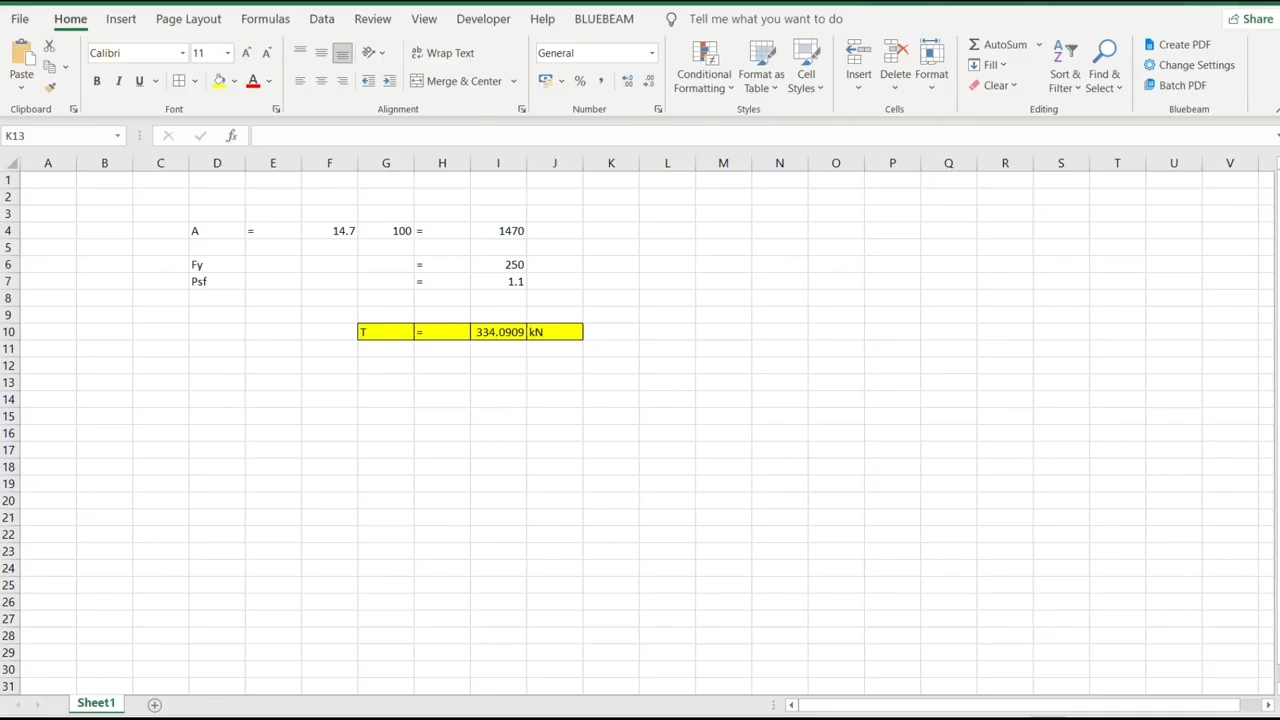 File Home Insert Page Layout Formulas Data Review View Developer Help BLUEBEAM Tell me what you want to do Share
Calibri 11 A A Wrap Text General AutoSum Create PDF
Paste Conditional Formatting Format as Table Cell Styles Insert Delete Format Fill Sort & Filter Find & Select Change Settings
B I U A Merge & Center % , Clear Batch PDF
Clipboard Font Alignment Number Styles Cells Editing Bluebeam
K13 fx
A B C D E F G H I J K L M N O P Q R S T U V
1
2
3
4 A = 14.7 100 = 1470
5
6 Fy = 250
7 Psf = 1.1
8
9
10 T = 334.0909 kN
11
12
13
14
15
16
17
18
19
20
21
22
23
24
25
26
27
28
29
30
31
Sheet1